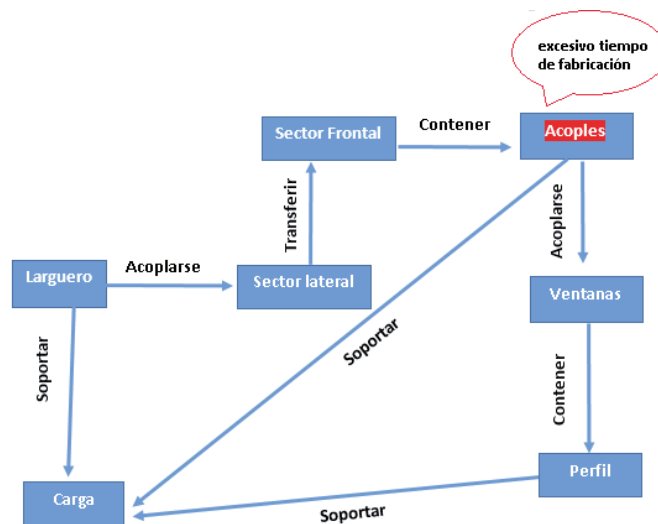 excesivo tiempo
de fabricación
Contener
Sector Frontal
Acoples
Transferir
Acoplarse
Acoplarse
Larguero
Sector lateral
Ventanas
Soportar
Soportar
Contener
Perfil
Carga
Soportar